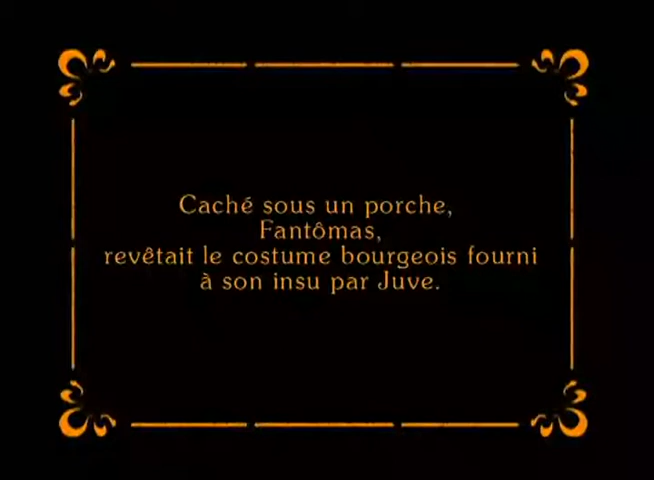 Caché sous un porche,
Fantômas,
revêtait le costume bourgeois fourni
à son insu par Juve.